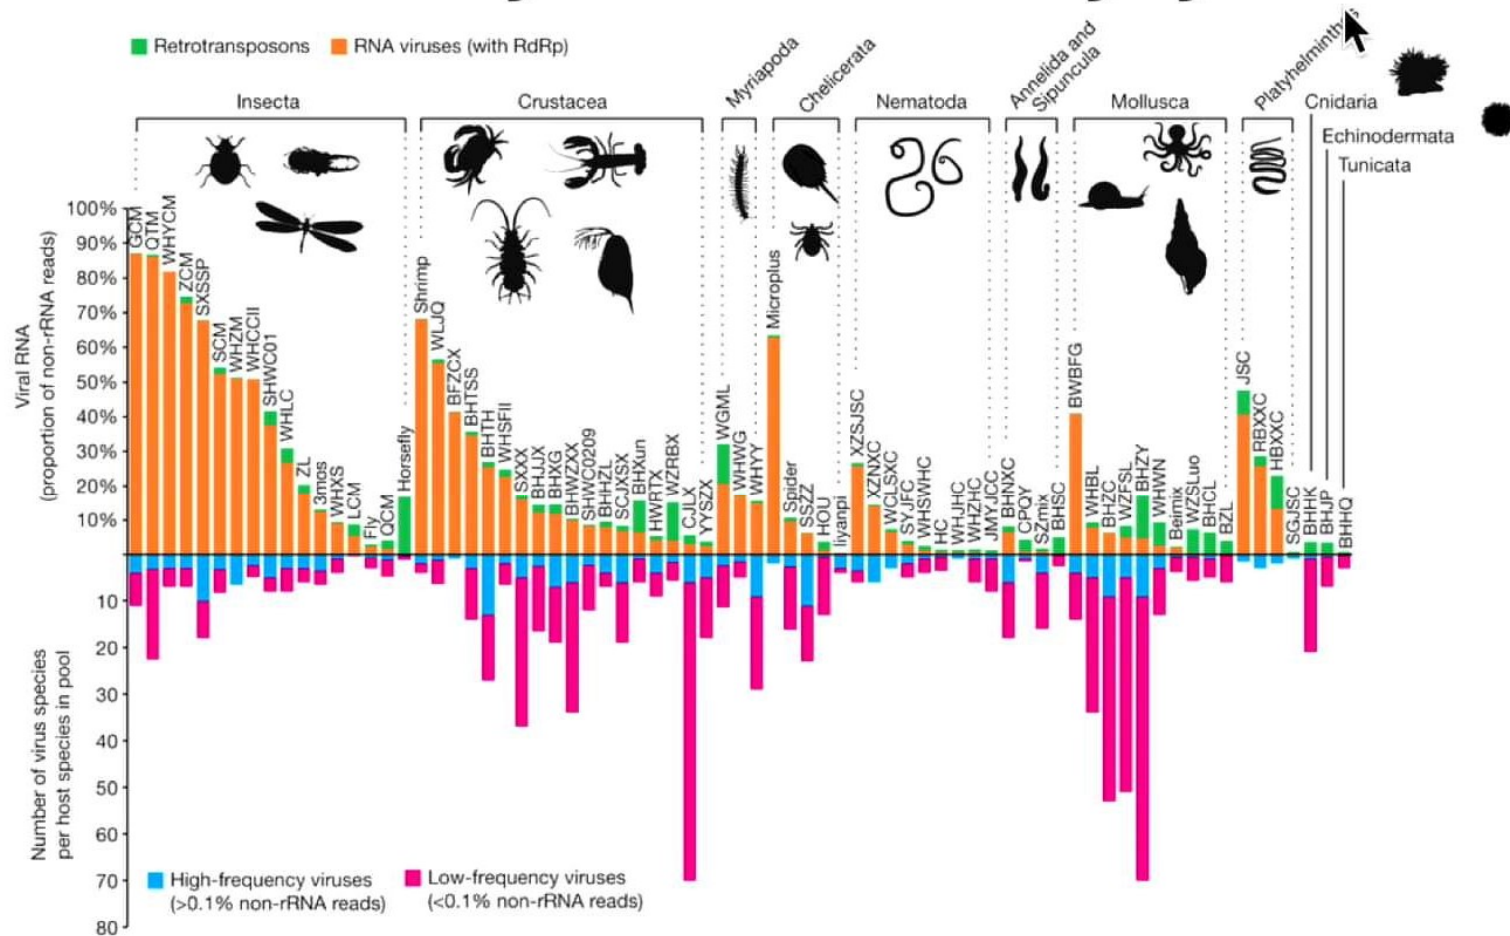 Retrotransposons
RNA viruses (with RdRp)
Insecta
Crustacea
Myriapoda
Chelicerata
Nematoda
Annelida and
Sipuncula
Mollusca
Cnidaria
Echinodermata
Tunicata
Viral RNA
(proportion of non-rRNA reads)
100%
90%
80%
70%
60%
50%
40%
30%
20%
10%
GCM
QTM
WHYCM
ZCM
SXSSP
SCM
WHZM
WHCCII
SHWC01
WHLC
ZL
3mos
WHXS
LCM
Fly
QCM
Horsefly
Shrimp
WLJQ
BFZCX
BHTSS
BHTH
WHSFII
SXXX
BHJJX
BHXG
BHWZXX
SHWC0209
BHHZL
SCJXSX
BHXun
HWRTX
WZRBX
CJLX
YYSZX
WGML
WHWG
WHYY
Microplus
Spider
SSZZ
HOU
liyanpi
XZSJSC
XZNXC
WCLSXC
SYJFC
WHSWHC
HC
WHJHC
WHZHC
JMYJCC
BHNXC
CPQY
SZmix
BHSC
BWBFG
WHBL
BHZC
WZFSL
BHZY
WHWN
Beimix
WZSLuo
BHCL
BZL
JSC
RBXXC
HBXXC
SGJSC
BHHK
BHJP
BHHQ
Number of virus species
per host species in pool
10
20
30
40
50
60
70
80
High-frequency viruses
(>0.1% non-rRNA reads)
Low-frequency viruses
(<0.1% non-rRNA reads)